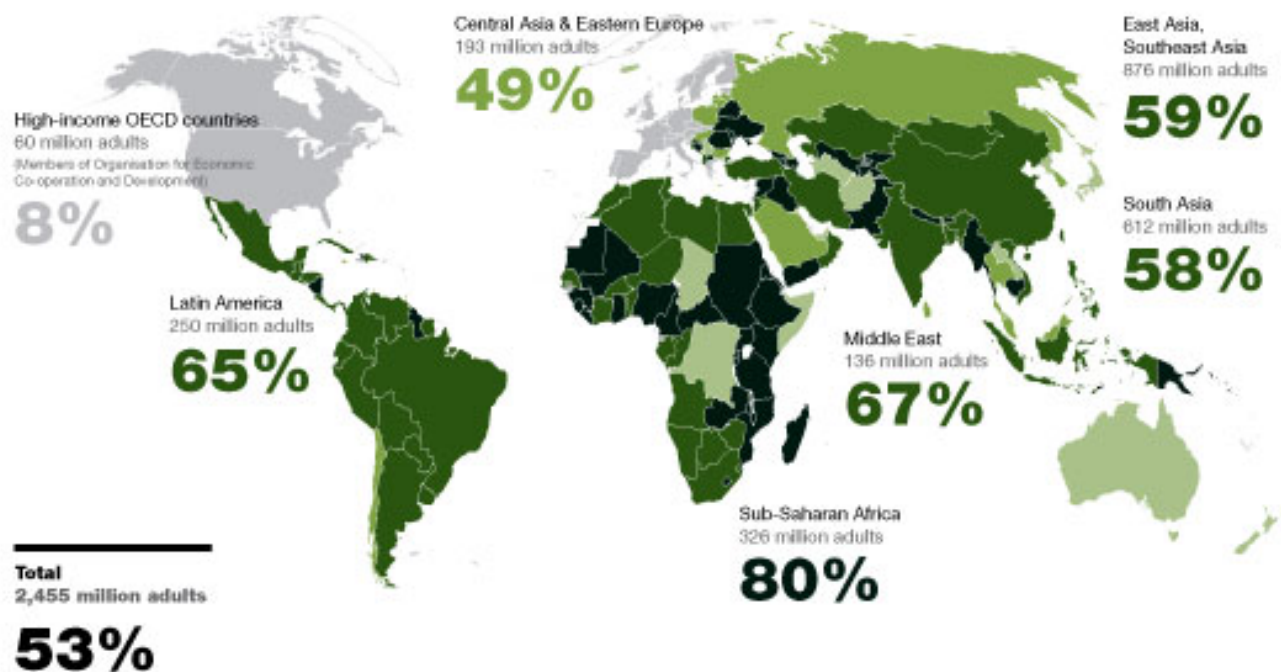 Central Asia & Eastern Europe
193 million adults
49%
East Asia,
Southeast Asia
876 million adults
59%
High-income OECD countries
60 million adults
(Members of Organisation for Economic
Co-operation and Development)
8%
South Asia
612 million adults
58%
Latin America
250 million adults
65%
Middle East
136 million adults
67%
Sub-Saharan Africa
326 million adults
80%
Total
2,455 million adults
53%